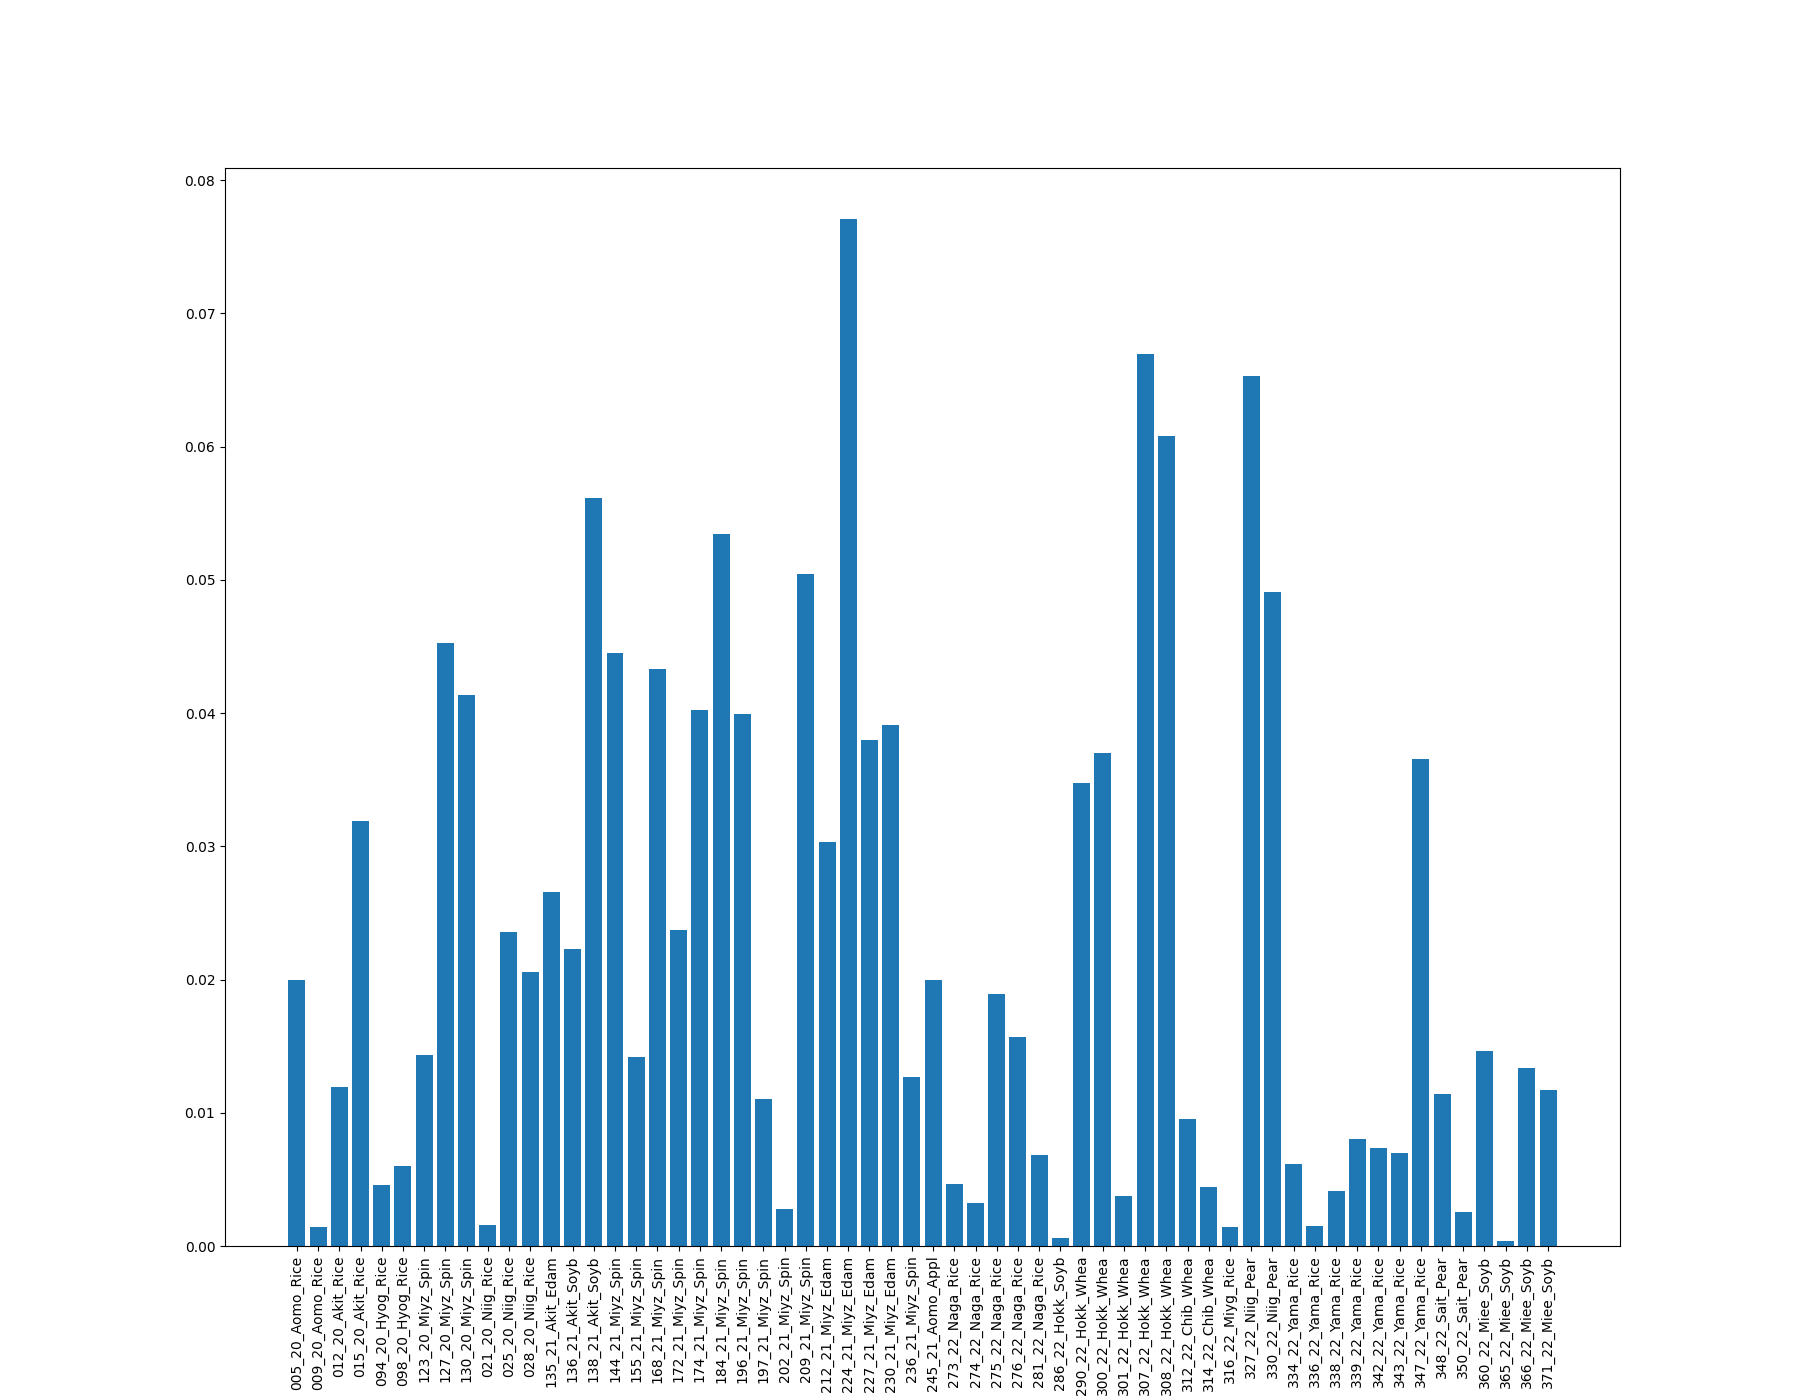 0.08
0.07
0.06
0.05
0.04
0.03
0.02
0.01
0.00
005_20_Aomo_Rice
009_20_Aomo_Rice
012_20_Akit_Rice
015_20_Akit_Rice
094_20_Hyog_Rice
098_20_Hyog_Rice
123_20_Miyz_Spin
127_20_Miyz_Spin
130_20_Miyz_Spin
021_20_Niig_Rice
025_20_Niig_Rice
028_20_Niig_Rice
135_21_Akit_Edam
136_21_Akit_Soyb
138_21_Akit_Soyb
144_21_Miyz_Spin
155_21_Miyz_Spin
168_21_Miyz_Spin
172_21_Miyz_Spin
174_21_Miyz_Spin
184_21_Miyz_Spin
196_21_Miyz_Spin
197_21_Miyz_Spin
202_21_Miyz_Spin
209_21_Miyz_Spin
212_21_Miyz_Edam
224_21_Miyz_Edam
227_21_Miyz_Edam
230_21_Miyz_Edam
236_21_Miyz_Spin
245_21_Aomo_Appl
273_22_Naga_Rice
274_22_Naga_Rice
275_22_Naga_Rice
276_22_Naga_Rice
281_22_Naga_Rice
286_22_Hokk_Soyb
290_22_Hokk_Whea
300_22_Hokk_Whea
301_22_Hokk_Whea
307_22_Hokk_Whea
308_22_Hokk_Whea
312_22_Chib_Whea
314_22_Chib_Whea
316_22_Miyg_Rice
327_22_Niig_Pear
330_22_Niig_Pear
334_22_Yama_Rice
336_22_Yama_Rice
338_22_Yama_Rice
339_22_Yama_Rice
342_22_Yama_Rice
343_22_Yama_Rice
347_22_Yama_Rice
348_22_Sait_Pear
350_22_Sait_Pear
360_22_Miee_Soyb
365_22_Miee_Soyb
366_22_Miee_Soyb
371_22_Miee_Soyb